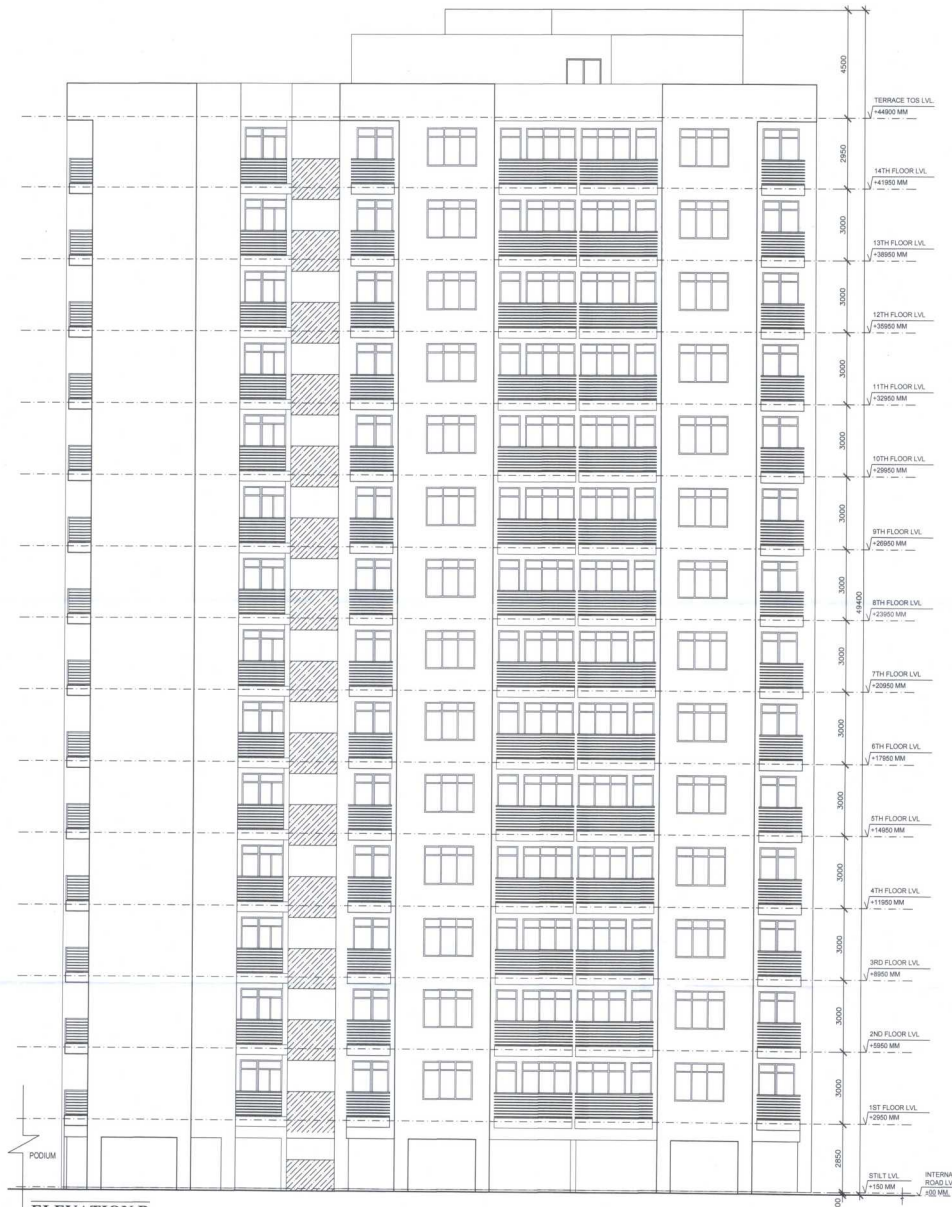 4500
TERRACE TOS LVL.
+44900 MM
2950
14TH FLOOR LVL
+41950 MM
3000
13TH FLOOR LVL
+38950 MM
3000
12TH FLOOR LVL
+35950 MM
3000
11TH FLOOR LVL
+32950 MM
3000
10TH FLOOR LVL
+29950 MM
3000
9TH FLOOR LVL
+26950 MM
3000
49400
8TH FLOOR LVL
+23950 MM
3000
7TH FLOOR LVL
+20950 MM
3000
6TH FLOOR LVL
+17950 MM
3000
5TH FLOOR LVL
+14950 MM
3000
4TH FLOOR LVL
+11950 MM
3000
3RD FLOOR LVL
+8950 MM
3000
2ND FLOOR LVL
+5950 MM
3000
1ST FLOOR LVL
+2950 MM
PODIUM
2850
STILT LVL
+150 MM
INTERNA
ROAD LV
±00 MM